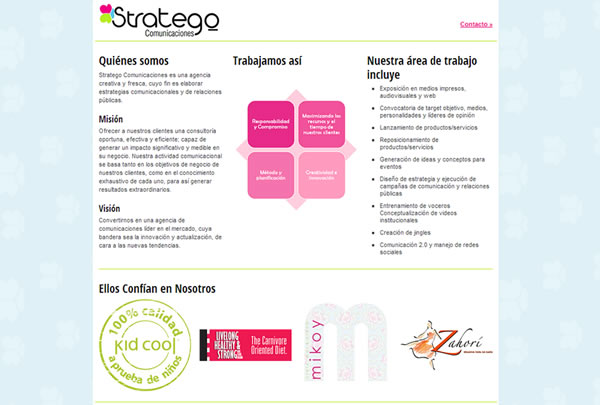 Stratego
Comunicaciones
Contacto »
Quiénes somos
Stratego Comunicaciones es una agencia
creativa y fresca, cuyo fin es elaborar
estrategias comunicacionales y de relaciones
públicas.
Misión
Ofrecer a nuestros clientes una consultoría
oportuna, efectiva y eficiente; capaz de
generar un impacto significativo y medible en
su negocio. Nuestra actividad comunicacional
se basa tanto en los objetivos de negocio de
nuestros clientes, como en el conocimiento
exhaustivo de cada uno, para así generar
resultados extraordinarios.
Visión
Convertirnos en una agencia de
comunicaciones líder en el mercado, cuya
bandera sea la innovación y actualización, de
cara a las nuevas tendencias.
Trabajamos así
Responsabilidad
y Compromiso
Maximizando los
recursos y el
tiempo de
nuestros clientes
Método y
planificación
Creatividad e
innovación
Nuestra área de trabajo
incluye
Exposición en medios impresos,
audiovisuales y web
Convocatoria de target objetivo, medios,
personalidades y líderes de opinión
Lanzamiento de productos/servicios
Reposicionamiento de
productos/servicios
Generación de ideas y conceptos para
eventos
Diseño de estrategia y ejecución de
campañas de comunicación y relaciones
públicas
Entrenamiento de voceros
Conceptualización de videos
institucionales
Creación de jingles
Comunicación 2.0 y manejo de redes
sociales
Ellos Confían en Nosotros
100% calidad
KID COOL
a prueba de niños
LIVELONG
HEALTHY &
STRONG
The Carnivore
Oriented Diet.
mikoy
Zahorí